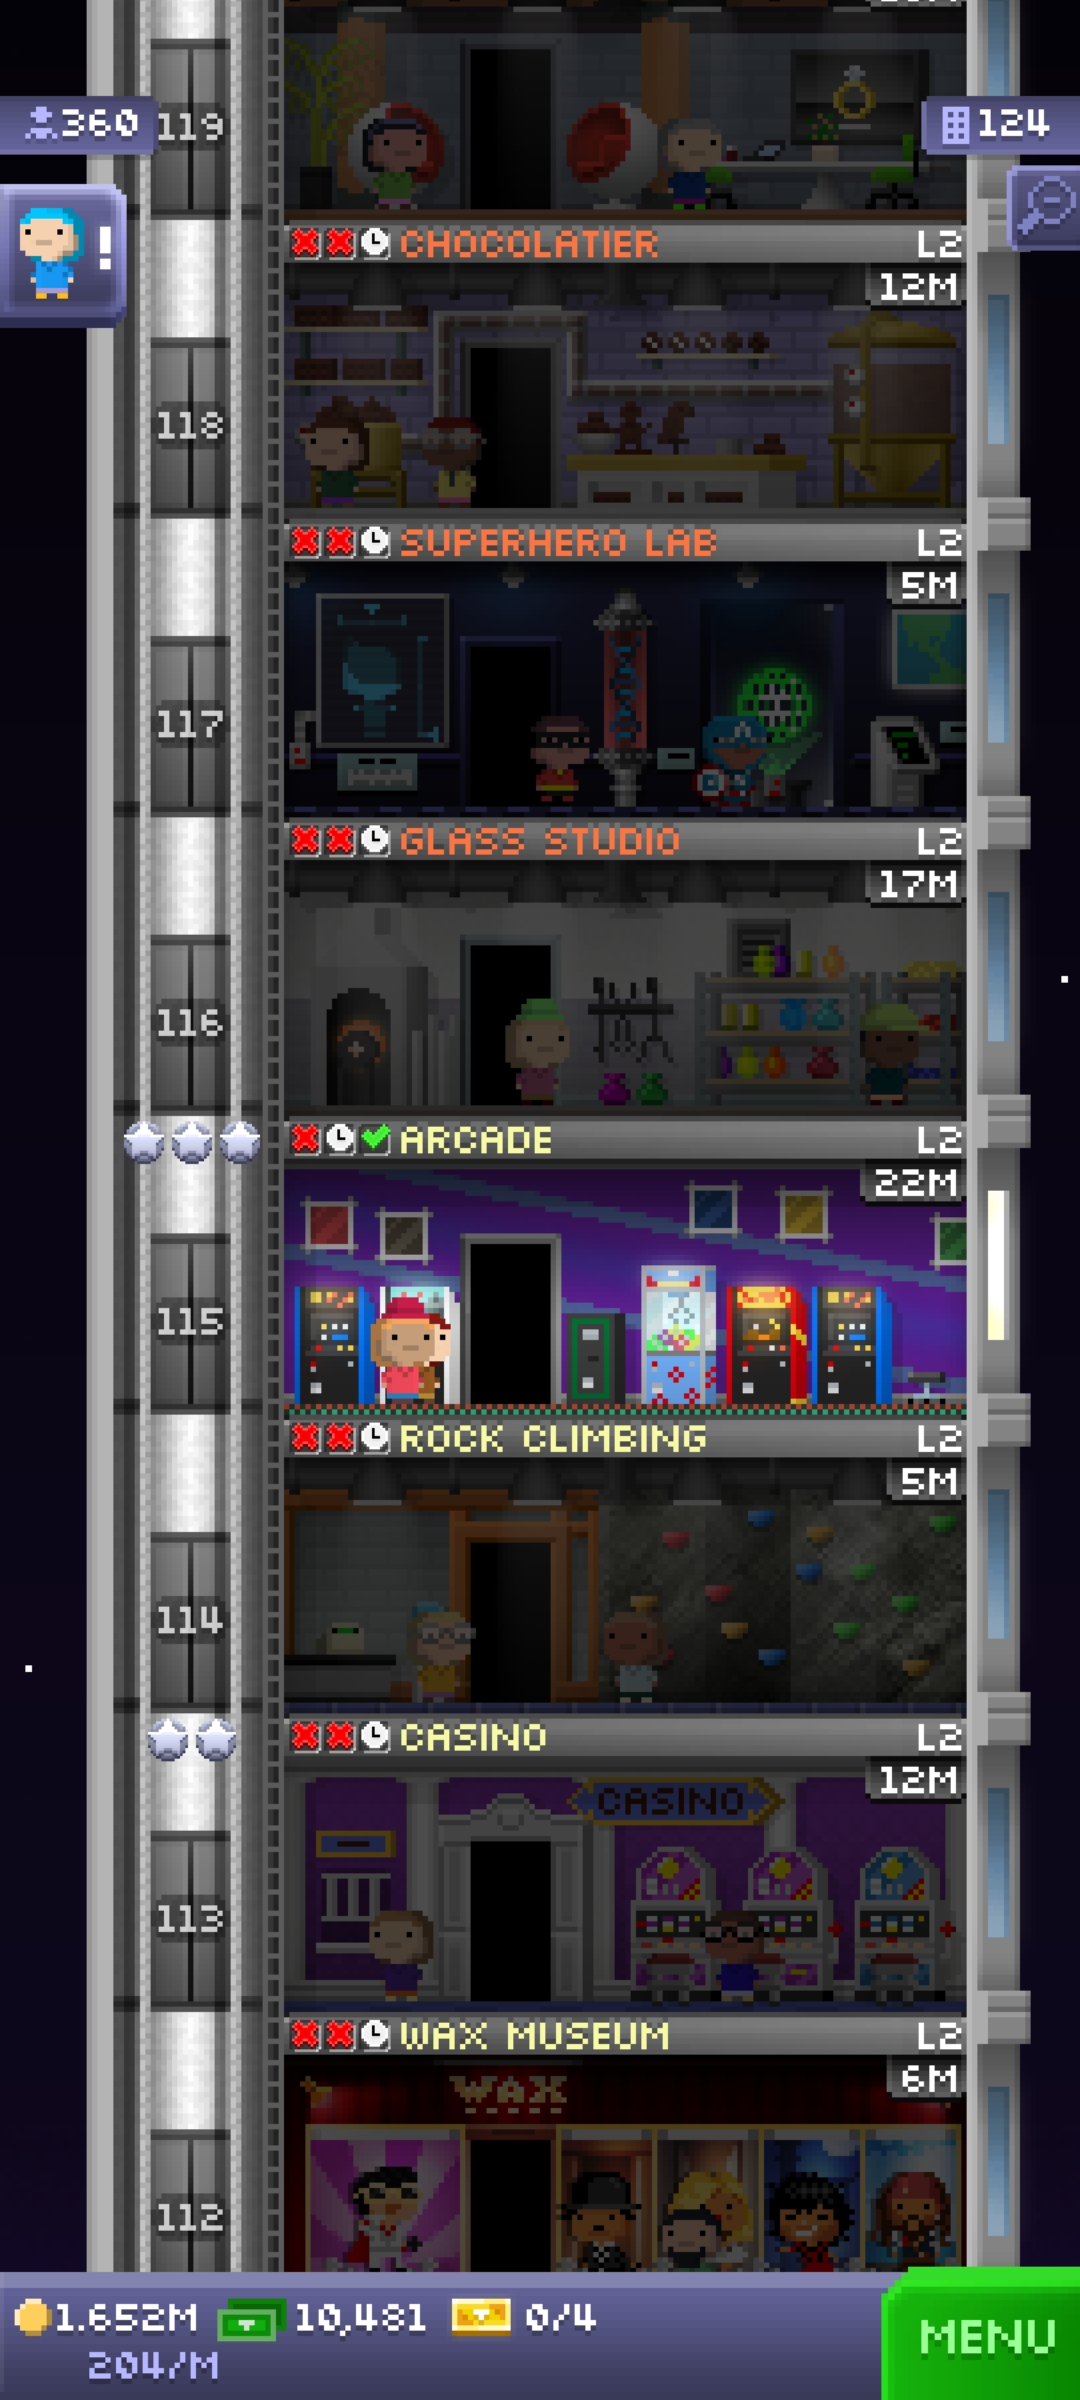 360
119
124
!
CHOCOLATIER L2
12M
118
SUPERHERO LAB L2
5M
117
GLASS STUDIO L2
17M
116
ARCADE L2
22M
115
ROCK CLIMBING L2
5M
114
CASINO L2
12M
CASINO
113
WAX MUSEUM L2
6M
WAX
112
1.652M 10,481 0/4
204/M
MENU